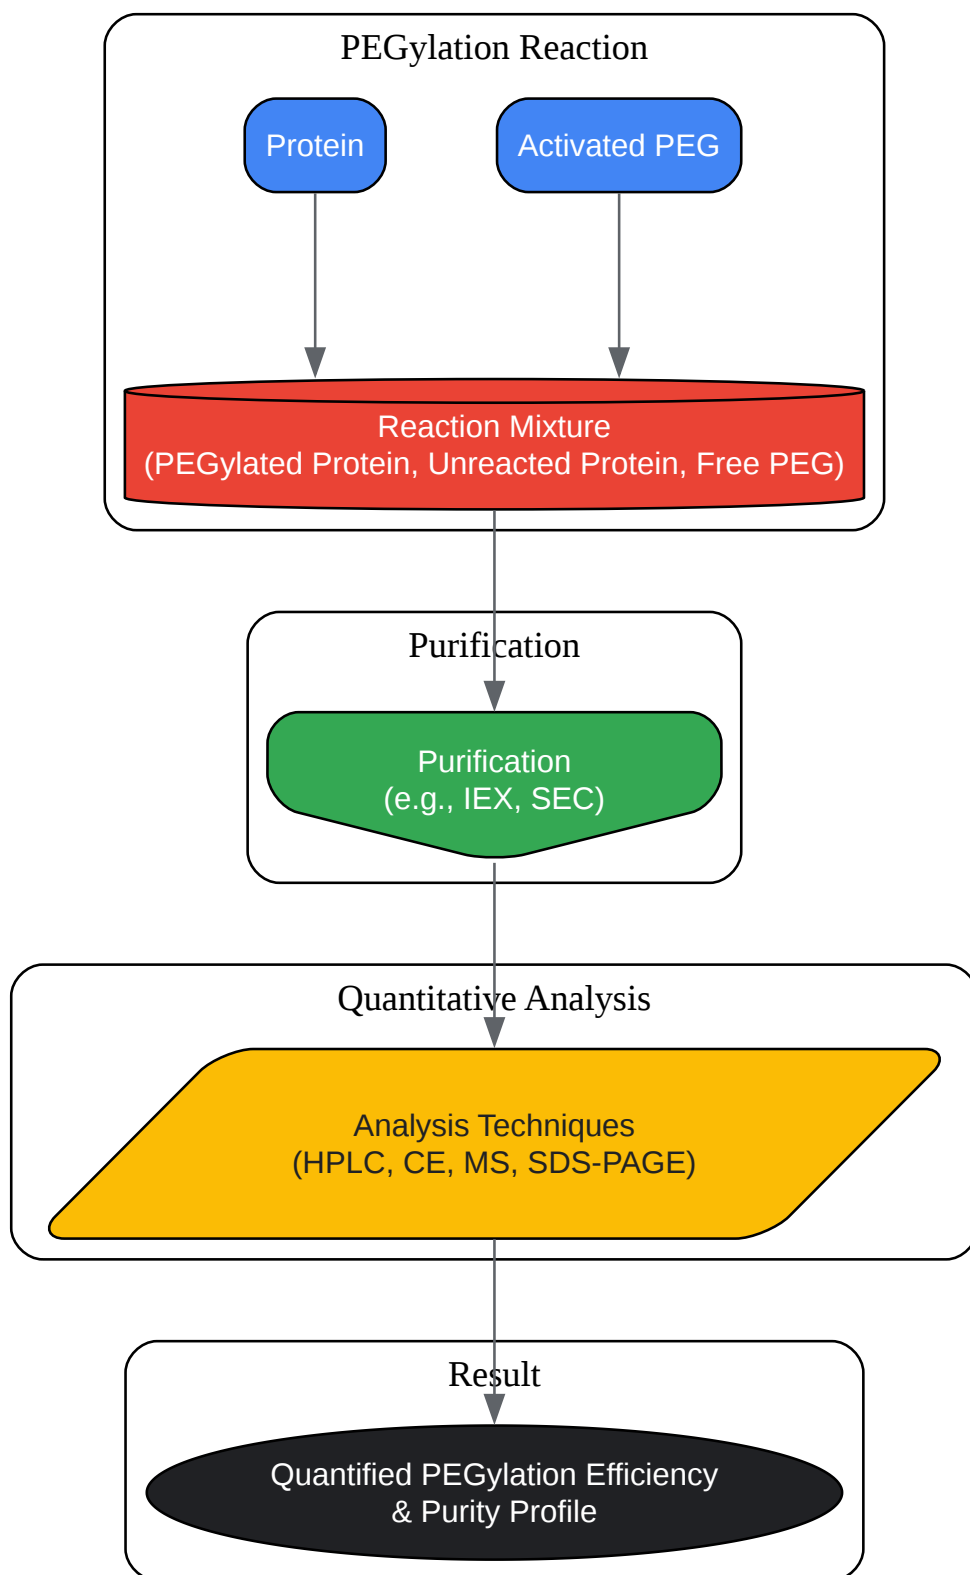 PEGylation Reaction
Protein
Activated PEG
Reaction Mixture
(PEGylated Protein, Unreacted Protein, Free PEG)
Purification
Purification
(e.g., IEX, SEC)
Quantitative Analysis
Analysis Techniques
(HPLC, CE, MS, SDS-PAGE)
Result
Quantified PEGylation Efficiency
& Purity Profile